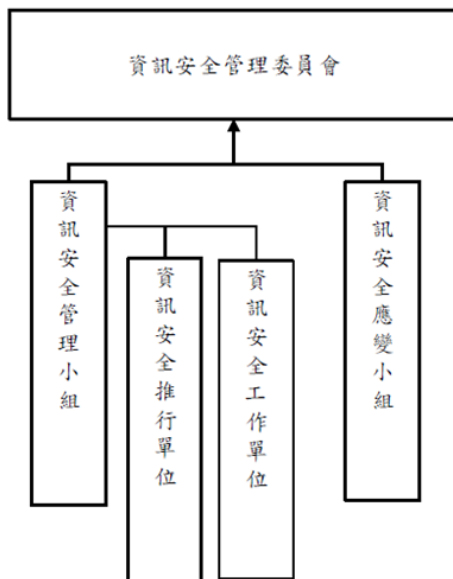 資訊安全管理委員會
資訊安全管理小組
資訊安全推行單位
資訊安全工作單位
資訊安全應變小組